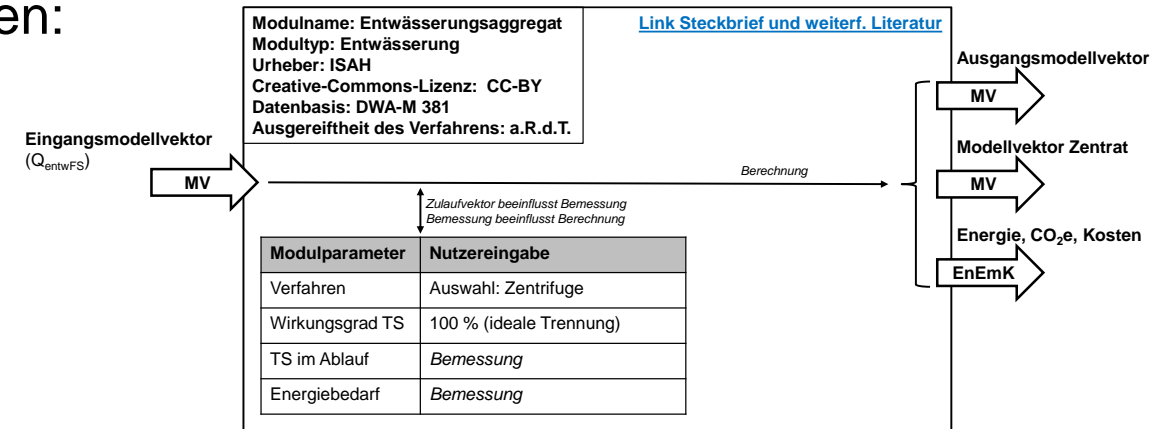 en:
Modulname: Entwässerungsaggregat
Modultyp: Entwässerung
Urheber: ISAH
Creative-Commons-Lizenz: CC-BY
Datenbasis: DWA-M 381
Ausgereiftheit des Verfahrens: a.R.d.T.
Link Steckbrief und weiterf. Literatur
Eingangsmodellvektor
(QentwFS)
MV
Berechnung
Zulaufvektor beeinflusst Bemessung
Bemessung beeinflusst Berechnung
Modulparameter Nutzereingabe
Verfahren Auswahl: Zentrifuge
Wirkungsgrad TS 100 % (ideale Trennung)
TS im Ablauf Bemessung
Energiebedarf Bemessung
Ausgangsmodellvektor
MV
Modellvektor Zentrat
MV
Energie, CO₂e, Kosten
EnEmK